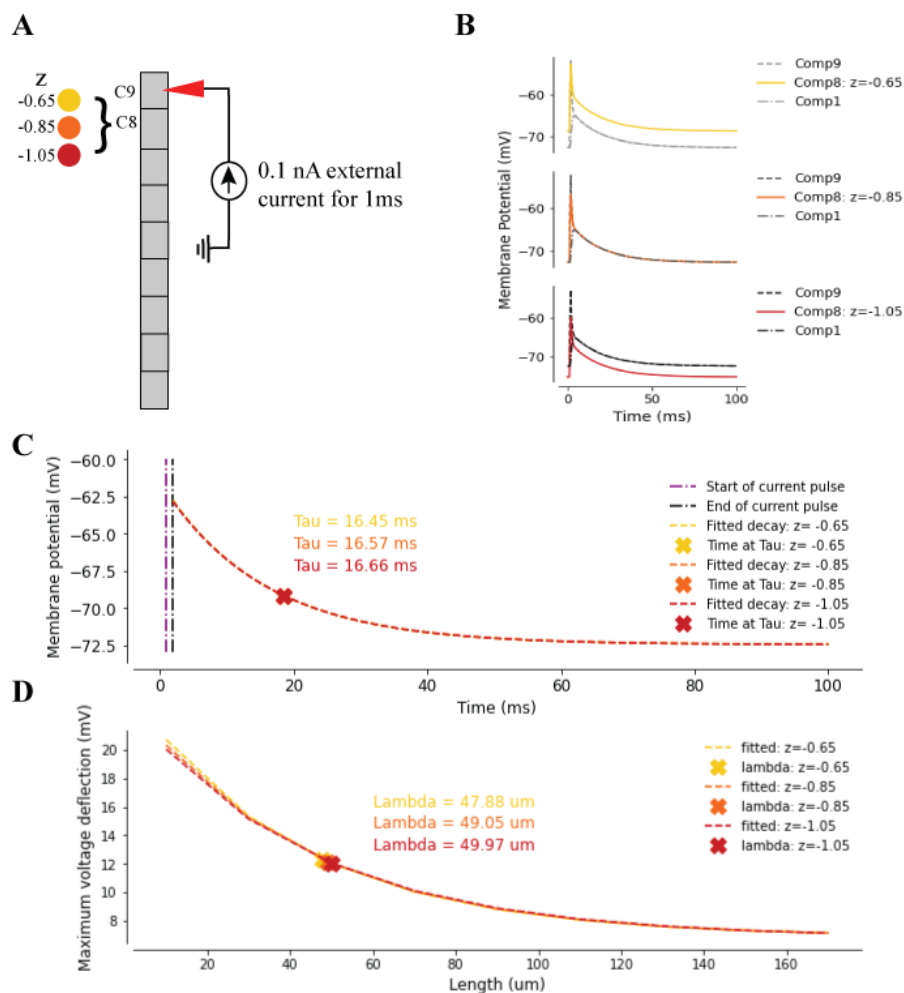 A
Z
-0.65
-0.85
-1.05
C9
C8
0.1 nA external
current for 1ms
B
Membrane Potential (mV)
−60
−70
Comp9
Comp8: z=-0.65
Comp1
−60
−70
Comp9
Comp8: z=-0.85
Comp1
−60
−70
Comp9
Comp8: z=-1.05
Comp1
0
50
100
Time (ms)
C
Membrane potential (mV)
−60.0
−62.5
−65.0
−67.5
−70.0
−72.5
Tau = 16.45 ms
Tau = 16.57 ms
Tau = 16.66 ms
Start of current pulse
End of current pulse
Fitted decay: z= -0.65
Time at Tau: z= -0.65
Fitted decay: z= -0.85
Time at Tau: z= -0.85
Fitted decay: z= -1.05
Time at Tau: z= -1.05
0
20
40
60
80
100
Time (ms)
D
Maximum voltage deflection (mV)
20
18
16
14
12
10
8
Lambda = 47.88 um
Lambda = 49.05 um
Lambda = 49.97 um
fitted: z=-0.65
lambda: z=-0.65
fitted: z=-0.85
lambda: z=-0.85
fitted: z=-1.05
lambda: z=-1.05
20
40
60
80
100
120
140
160
Length (um)